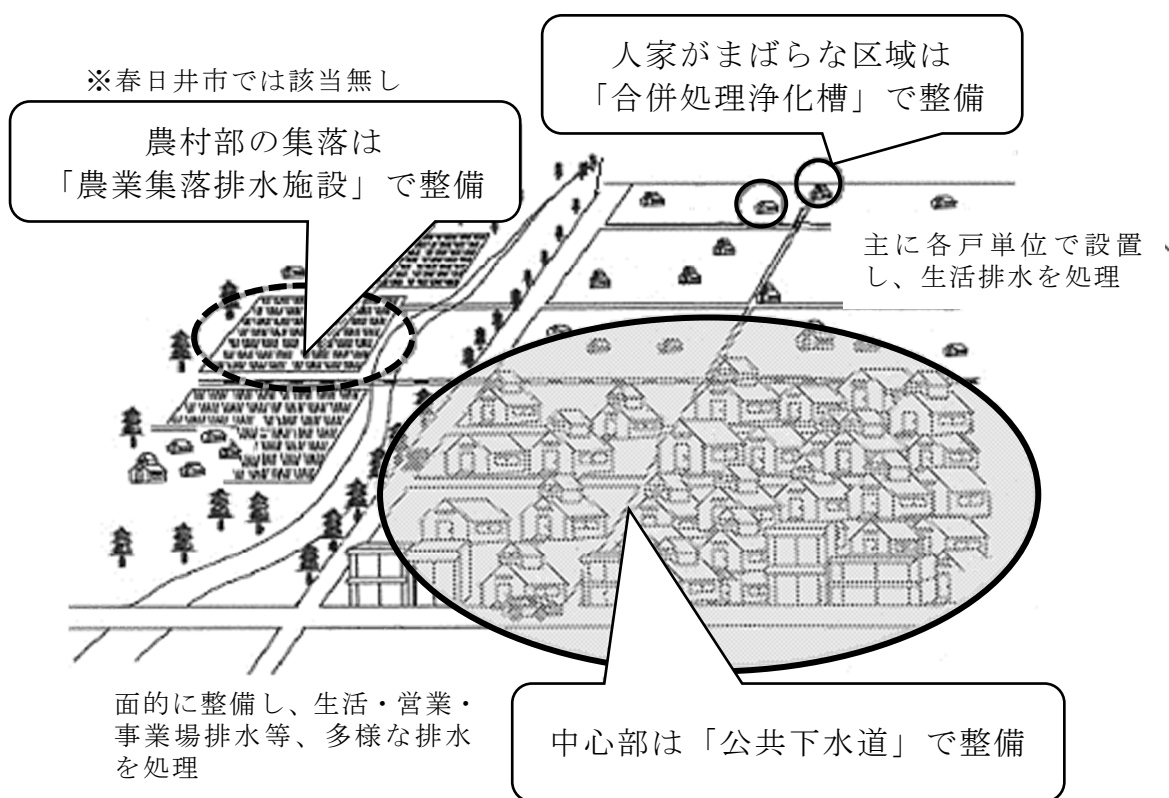 ※春日井市では該当無し
農村部の集落は
「農業集落排水施設」で整備
人家がまばらな区域は
「合併処理浄化槽」で整備
主に各戸単位で設置
し、生活排水を処理
面的に整備し、生活・営業・
事業場排水等、多様な排水
を処理
中心部は「公共下水道」で整備